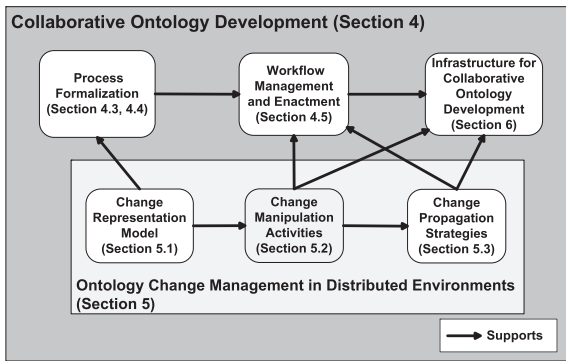 Collaborative Ontology Development (Section 4)
Process
Formalization
(Section 4.3, 4.4)
Workflow
Management
and Enactment
(Section 4.5)
Infrastructure for
Collaborative
Ontology
Development
(Section 6)
Change
Representation
Model
(Section 5.1)
Change
Manipulation
Activities
(Section 5.2)
Change
Propagation
Strategies
(Section 5.3)
Ontology Change Management in Distributed Environments
(Section 5)
Supports